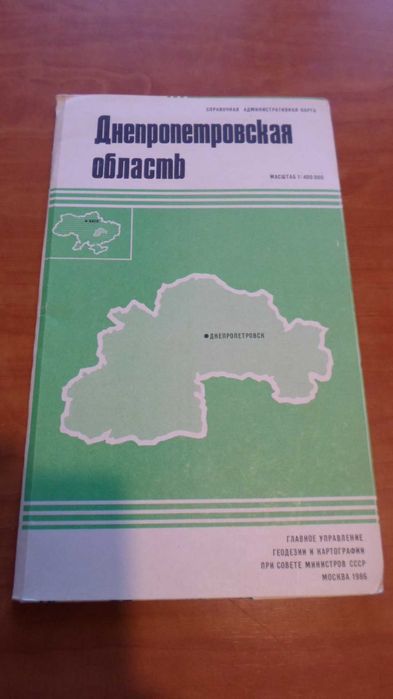 СПРАВОЧНАЯ АДМИНИСТРАТИВНАЯ КАРТА
Днепропетровская
область
МАСШТАБ 1:400 000
КИЕВ
ДНЕПРОПЕТРОВСК
ГЛАВНОЕ УПРАВЛЕНИЕ
ГЕОДЕЗИИ И КАРТОГРАФИИ
ПРИ СОВЕТЕ МИНИСТРОВ СССР
МОСКВА 1986